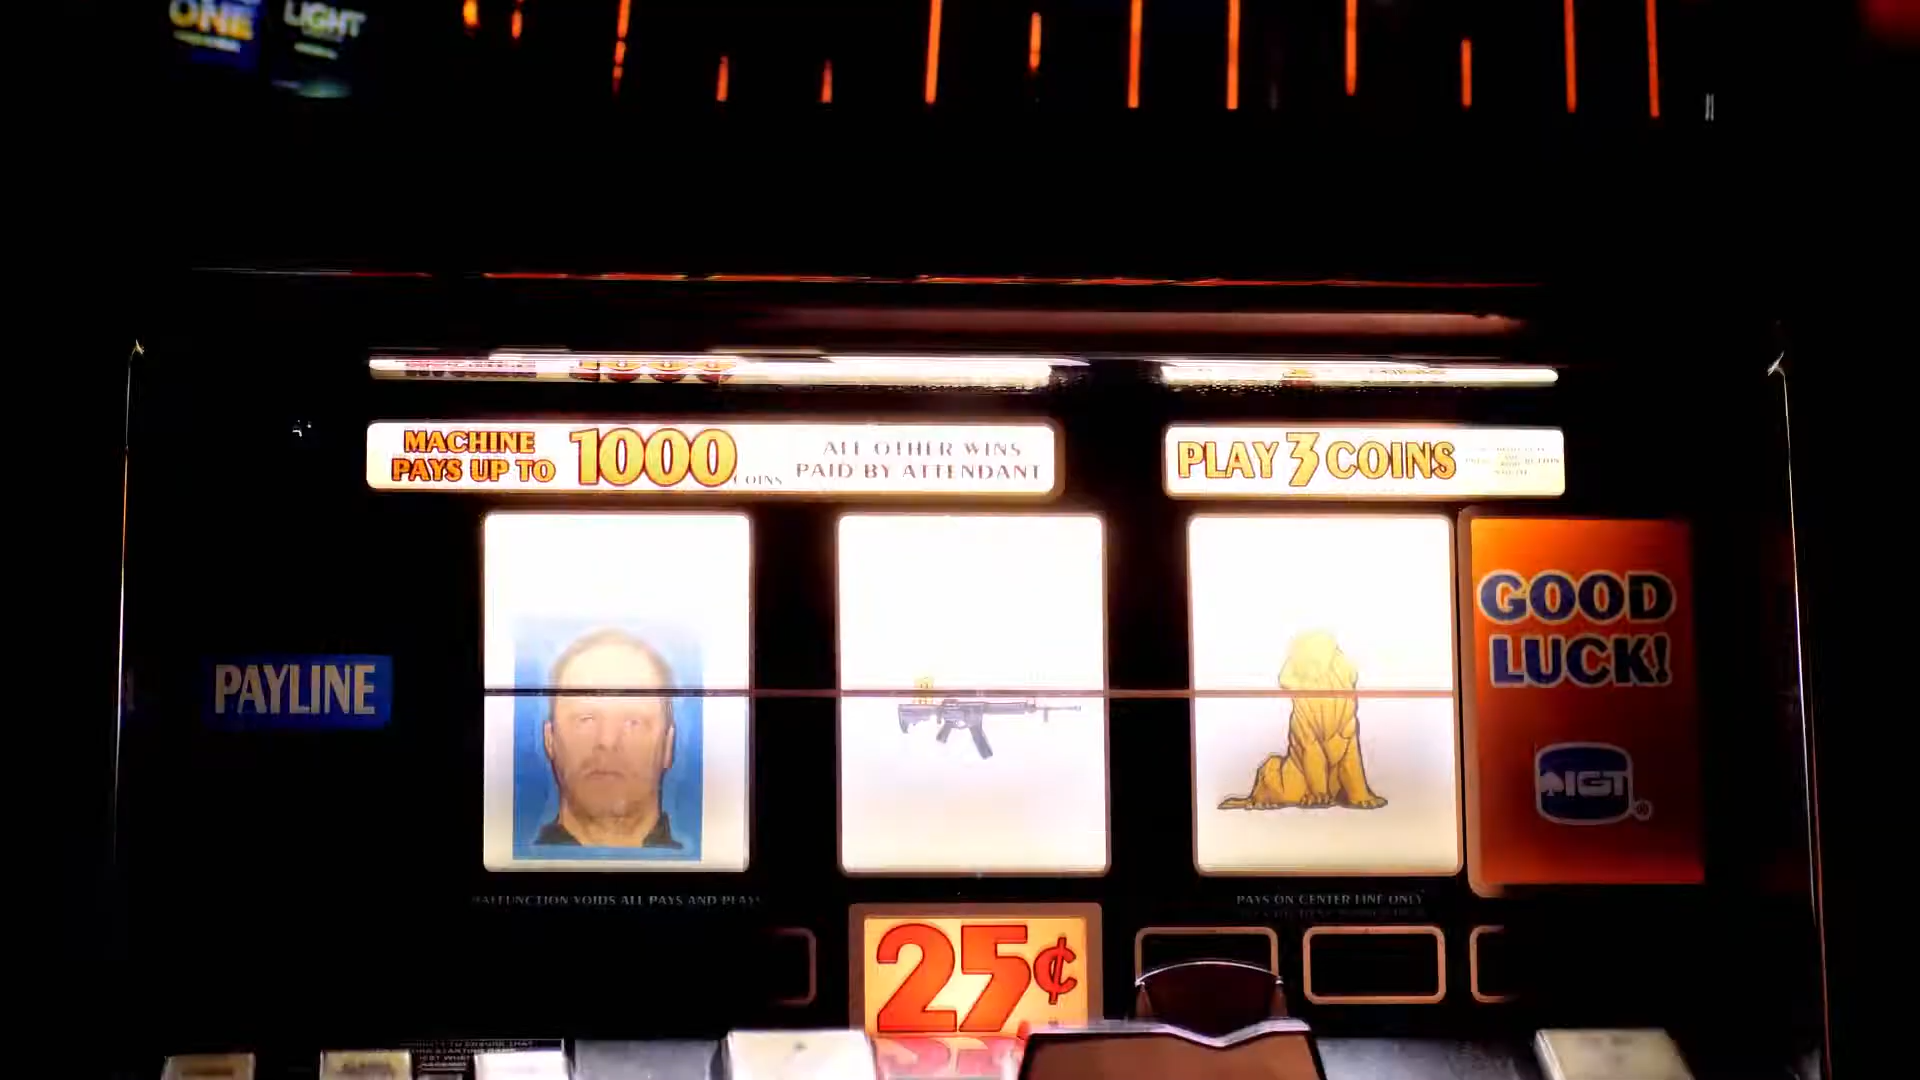 ONE
LIGHT
MACHINE
PAYS UP TO
1000
COINS
ALL OTHER WINS
PAID BY ATTENDANT
PLAY 3 COINS
PAYLINE
GOOD
LUCK!
IGT
®
MALFUNCTION VOIDS ALL PAYS AND PLAYS
PAYS ON CENTER LINE ONLY
25¢